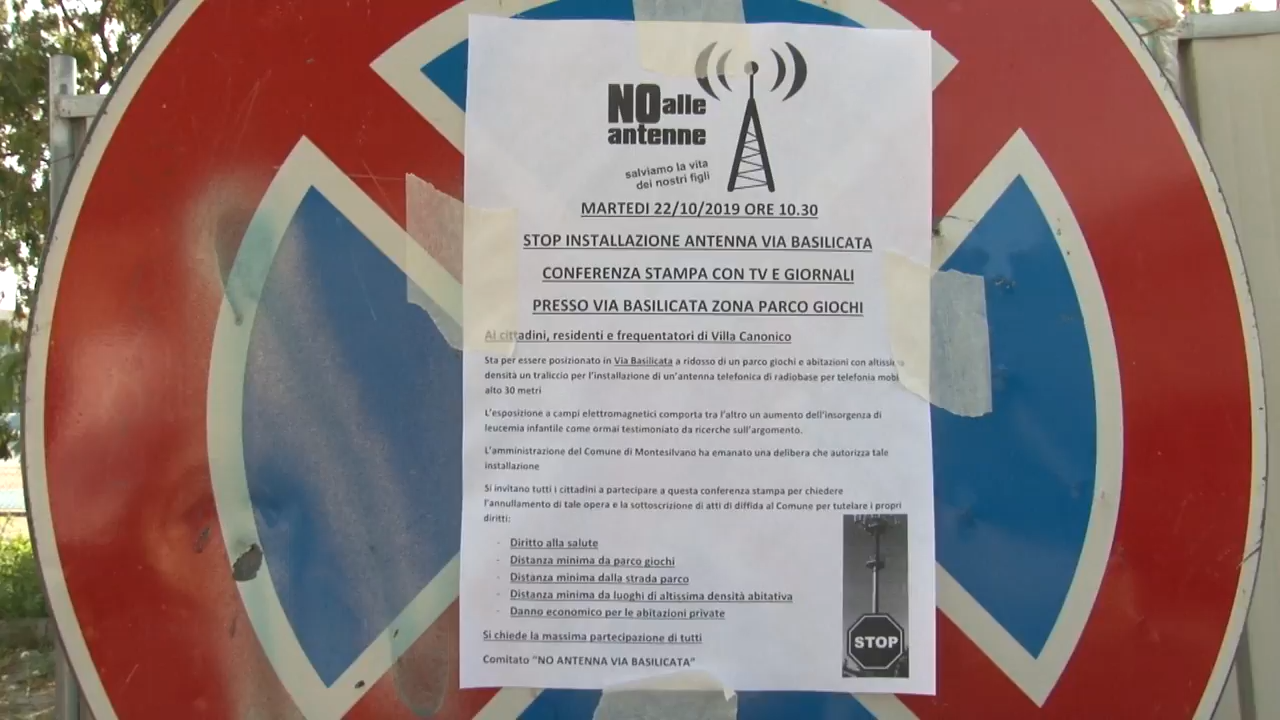 NO alle
antenne
salviamo la vita
dei nostri figli
MARTEDI 22/10/2019 ORE 10.30
STOP INSTALLAZIONE ANTENNA VIA BASILICATA
CONFERENZA STAMPA CON TV E GIORNALI
PRESSO VIA BASILICATA ZONA PARCO GIOCHI
Ai cittadini, residenti e frequentatori di Villa Canonico
Sta per essere posizionato in Via Basilicata a ridosso di un parco giochi e abitazioni con
densità un traliccio per l'installazione di un'antenna telefonica di radiobase per telefonia
alto 30 metri
L'esposizione a campi elettromagnetici comporta tra l'altro un aumento dell'insorgenza di
leucemia infantile come ormai testimoniato da ricerche sull'argomento.
L'amministrazione del Comune di Montesilvano ha emanato una delibera che autorizza tale
installazione
Si invitano tutti i cittadini a partecipare a questa conferenza stampa per chiedere
l'annullamento di tale opera e la sottoscrizione di atti di diffida al Comune per tutelare i propri
diritti:
- Diritto alla salute
- Distanza minima da parco giochi
- Distanza minima dalla strada parco
- Distanza minima da luoghi di altissima densità abitativa
- Danno economico per le abitazioni private
Si chiede la massima partecipazione di tutti
Comitato "NO ANTENNA VIA BASILICATA"
STOP